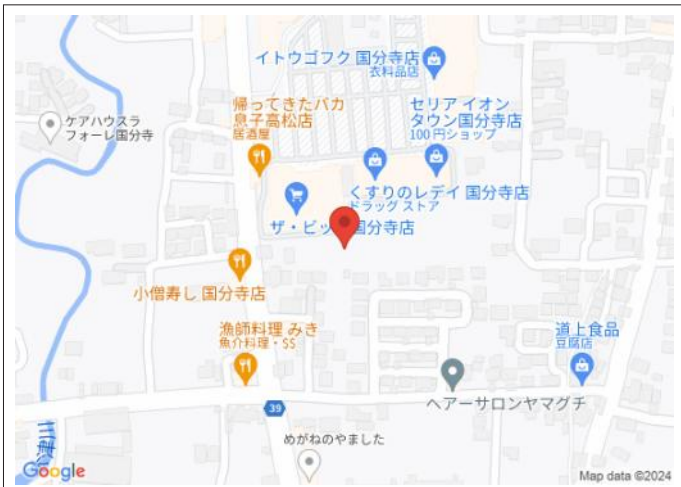 イトウゴフク 国分寺店
衣料品店
ケアハウスラ
フォーレ国分寺
帰ってきたバカ
息子高松店
居酒屋
セリア イオン
タウン国分寺店
100 円ショップ
くすりのレデイ 国分寺店
ドラッグ ストア
ザ・ビッ 国分寺店
小僧寿し 国分寺店
漁師料理 みき
魚介料理・$$
道上食品
豆腐店
39
ヘアーサロンヤマグチ
めがねのやました
Google
Map data ©2024